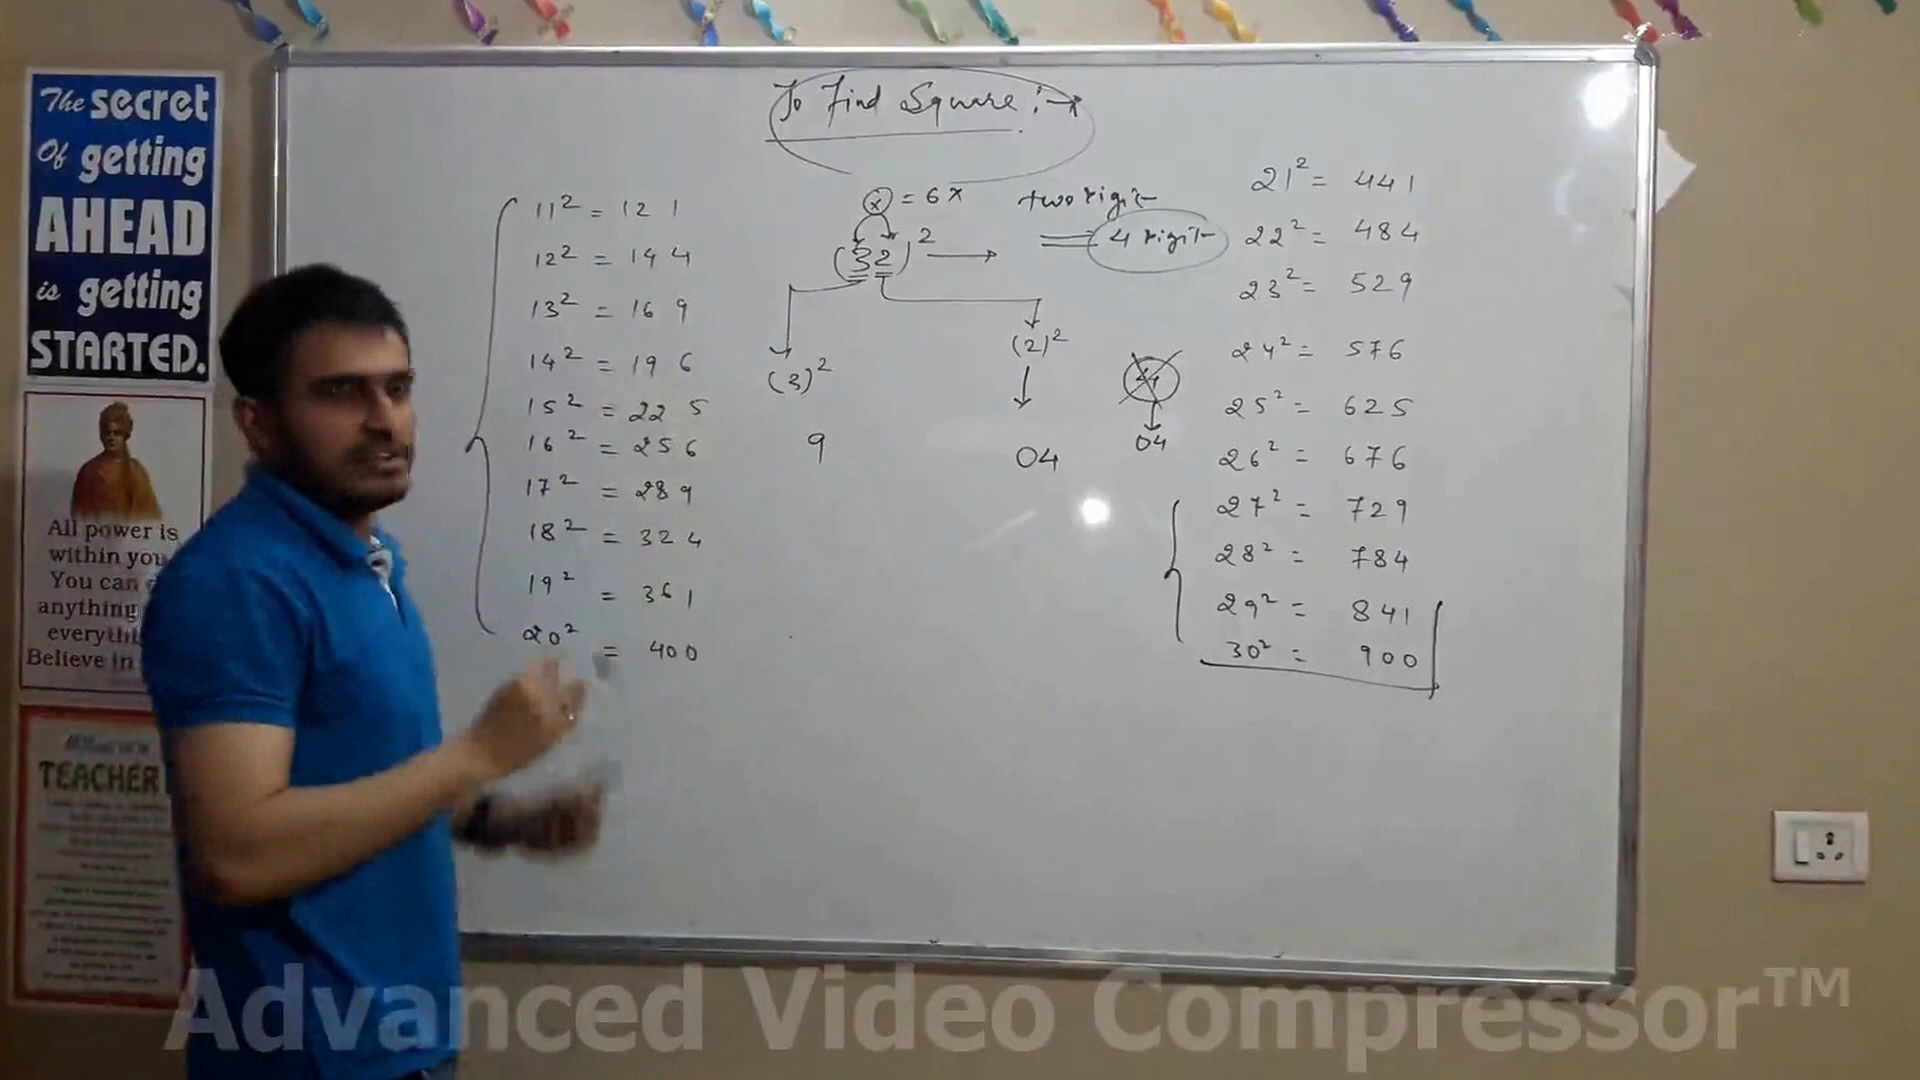 The secret
Of getting
AHEAD
is getting
STARTED.
All power is
within you
You can
anything
everythi
Believe in
TEACHER
To Find Square :→
11² = 121
12² = 144
13² = 169
14² = 196
15² = 225
16² = 256
17² = 289
18² = 324
19² = 361
20² = 400
x = 6x
(32)² →
two rigit
4 rigit
(3)²
9
(2)²
04
04
21² = 441
22² = 484
23² = 529
24² = 576
25² = 625
26² = 676
27² = 729
28² = 784
29² = 841
30² = 900
Advanced Video Compressor™